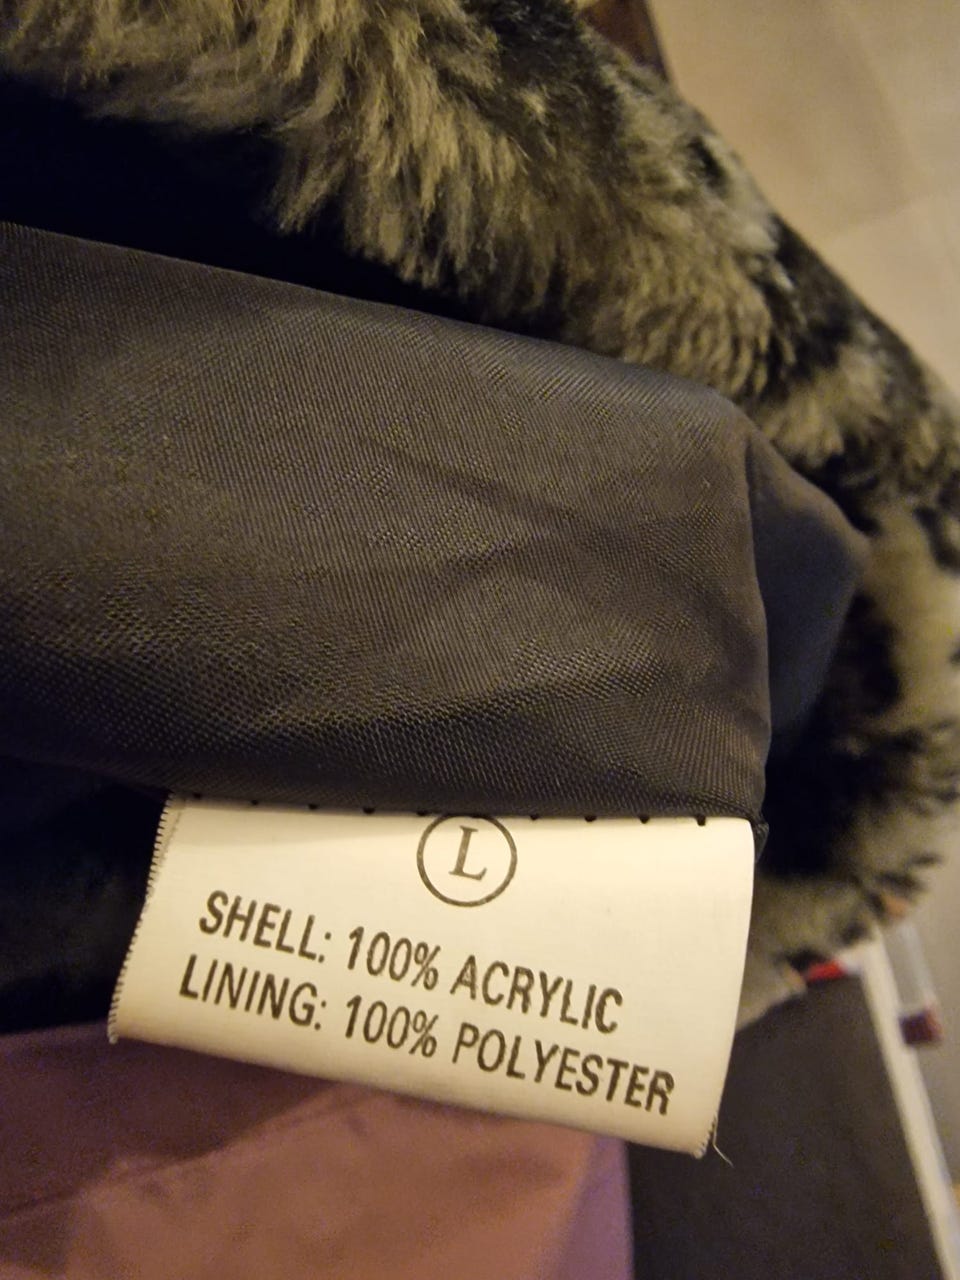 L
SHELL: 100% ACRYLIC
LINING: 100% POLYESTER